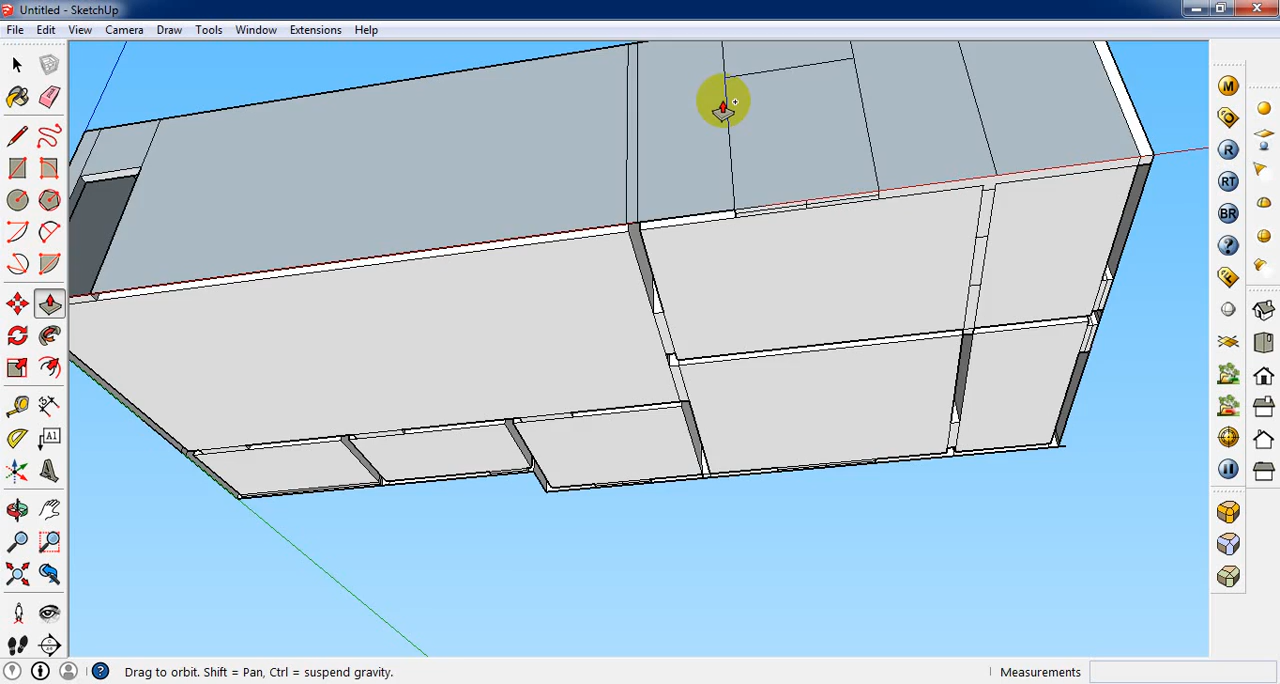 Untitled - SketchUp
File Edit View Camera Draw Tools Window Extensions Help
M
R
RT
BR
?
F
A1
A
? Drag to orbit. Shift = Pan, Ctrl = suspend gravity. Measurements